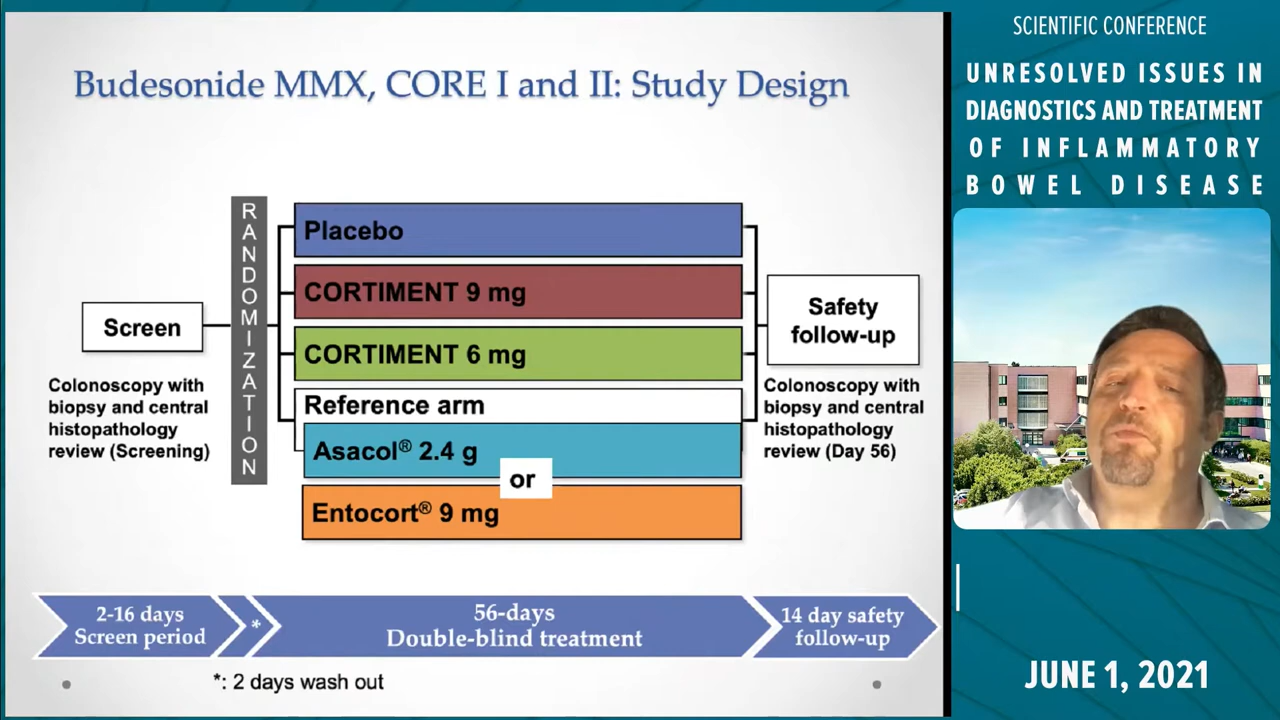 Budesonide MMX, CORE I and II: Study Design
RANDOMIZATION
Placebo
CORTIMENT 9 mg
CORTIMENT 6 mg
Reference arm
Asacol® 2.4 g
or
Entocort® 9 mg
Screen
Colonoscopy with
biopsy and central
histopathology
review (Screening)
Safety
follow-up
Colonoscopy with
biopsy and central
histopathology
review (Day 56)
2-16 days
Screen period
*
56-days
Double-blind treatment
14 day safety
follow-up
*: 2 days wash out
SCIENTIFIC CONFERENCE
UNRESOLVED ISSUES IN
DIAGNOSTICS AND TREATMENT
OF INFLAMMATORY
BOWEL DISEASE
JUNE 1, 2021